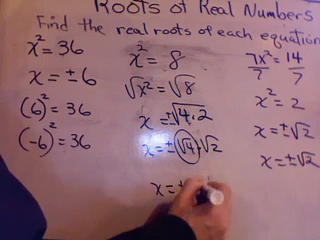 Roots of Real Numbers
Find the real roots of each equation
x² = 36
x = ± 6
(6)² = 36
(-6)² = 36
x² = 8
√x² = √8
x = ±√4·2
x = ±√4·√2
x = ±
7x²/7 = 14/7
x² = 2
x = ±√2
x = ±√2